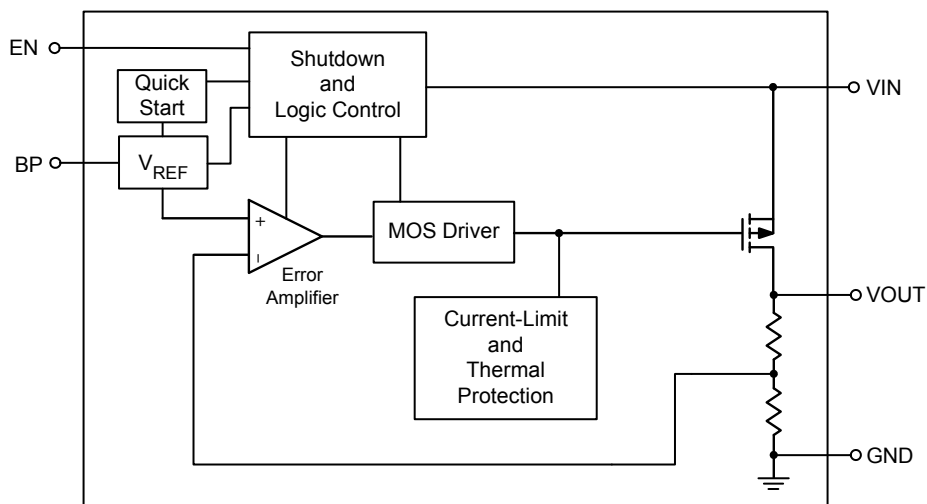 EN
Shutdown
and
Logic Control
Quick
Start
VIN
BP
VREF
+
−
MOS Driver
Error
Amplifier
VOUT
Current-Limit
and
Thermal
Protection
GND